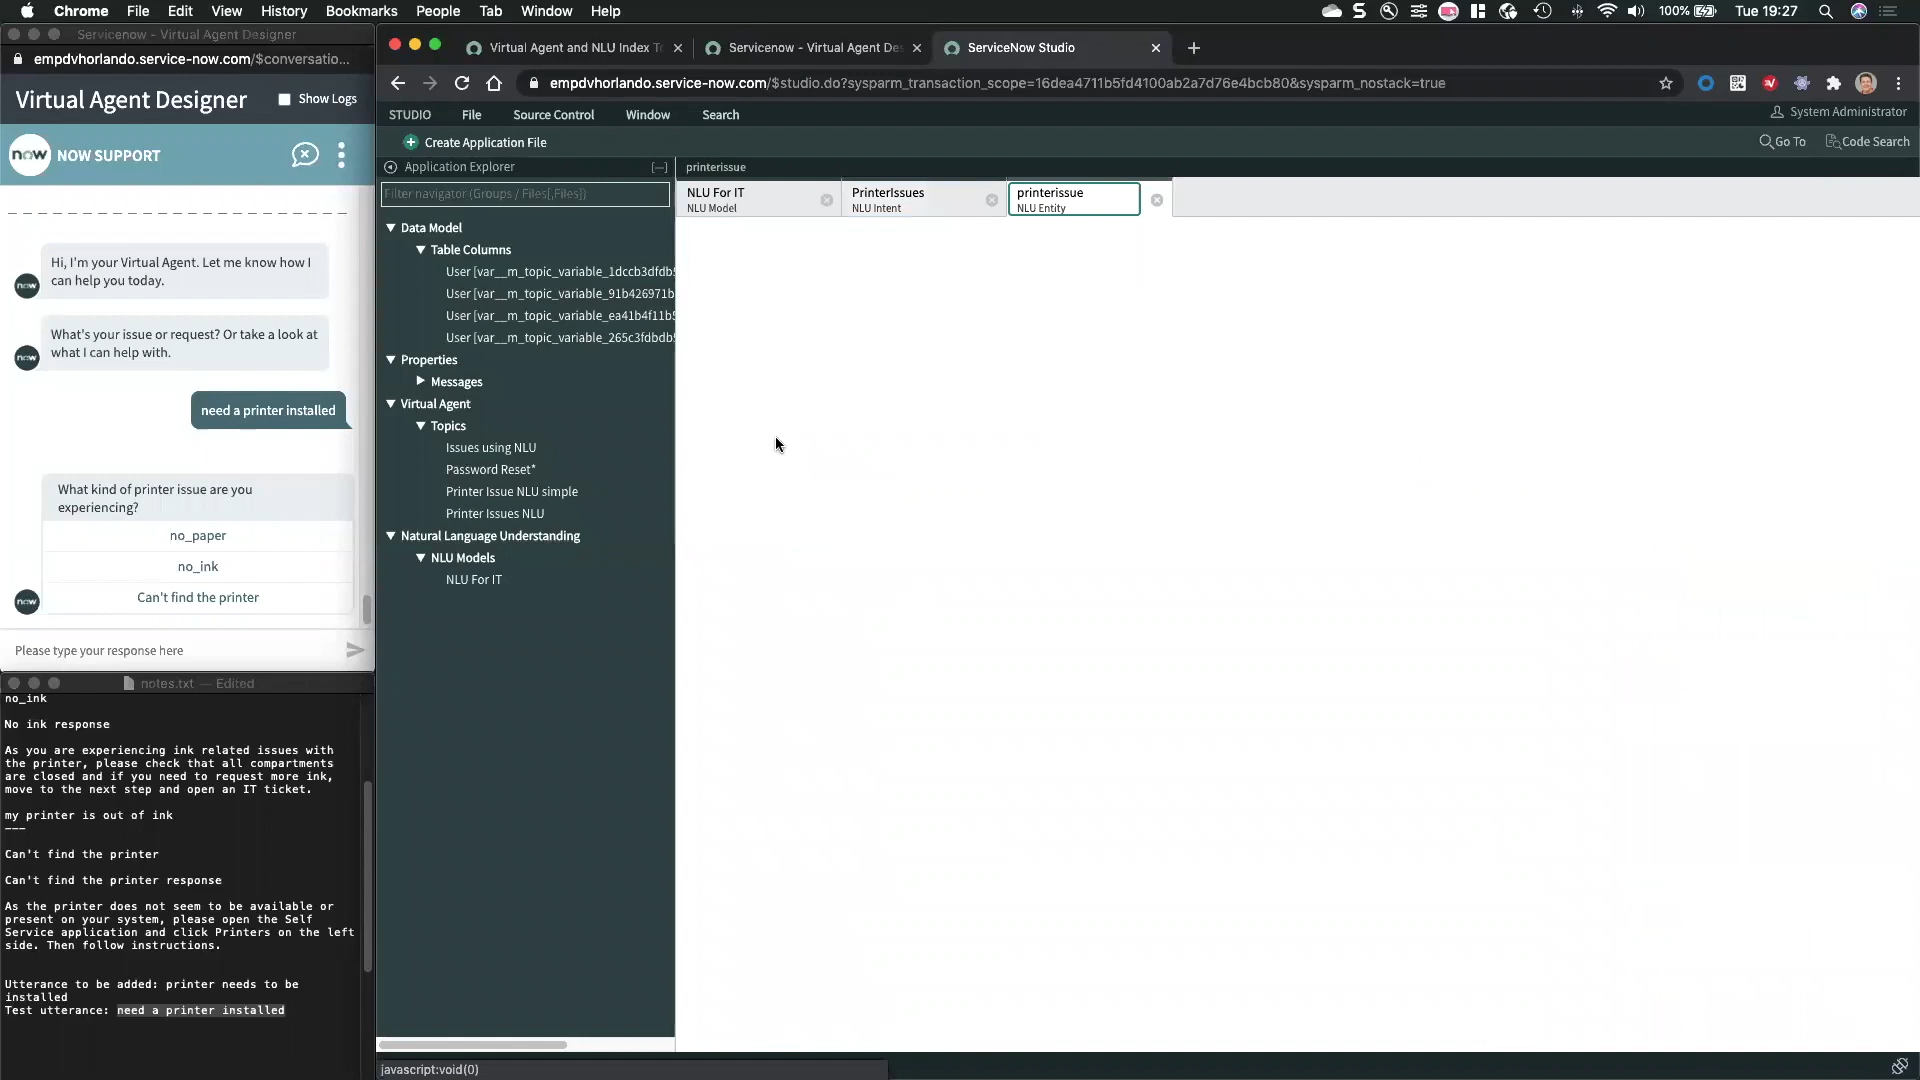 Chrome File Edit View History Bookmarks People Tab Window Help
100% Tue 19:27
Servicenow - Virtual Agent Designer
empdvhorlando.service-now.com/$conversatio...
Virtual Agent Designer
Show Logs
now NOW SUPPORT
Hi, I'm your Virtual Agent. Let me know how I
can help you today.
now
What's your issue or request? Or take a look at
what I can help with.
now
need a printer installed
What kind of printer issue are you
experiencing?
no_paper
no_ink
Can't find the printer
now
Please type your response here
notes.txt — Edited
no_ink
No ink response
As you are experiencing ink related issues with
the printer, please check that all compartments
are closed and if you need to request more ink,
move to the next step and open an IT ticket.
my printer is out of ink
---
Can't find the printer
Can't find the printer response
As the printer does not seem to be available or
present on your system, please open the Self
Service application and click Printers on the left
side. Then follow instructions.
Utterance to be added: printer needs to be
installed
Test utterance: need a printer installed
Virtual Agent and NLU Index T
Servicenow - Virtual Agent De
ServiceNow Studio
empdvhorlando.service-now.com/$studio.do?sysparm_transaction_scope=16dea4711b5fd4100ab2a7d76e4bcb80&sysparm_nostack=true
STUDIO File Source Control Window Search
System Administrator
Create Application File
Go To Code Search
Application Explorer [—]
printerissue
Filter navigator (Groups / Files[,Files])
NLU For IT
NLU Model
PrinterIssues
NLU Intent
printerissue
NLU Entity
Data Model
Table Columns
User [var__m_topic_variable_1dccb3dfdb
User [var__m_topic_variable_91b426971b
User [var__m_topic_variable_ea41b4f11b
User [var__m_topic_variable_265c3fdbdb
Properties
Messages
Virtual Agent
Topics
Issues using NLU
Password Reset*
Printer Issue NLU simple
Printer Issues NLU
Natural Language Understanding
NLU Models
NLU For IT
javascript:void(0)